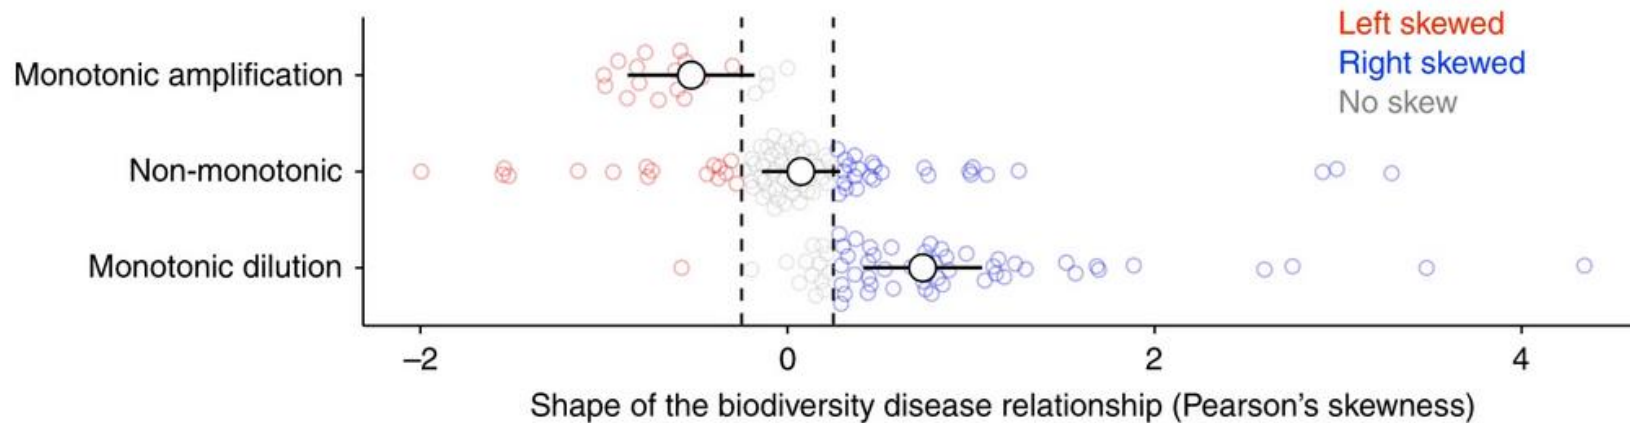 Left skewed
Right skewed
No skew
Monotonic amplification
Non-monotonic
Monotonic dilution
–2
0
2
4
Shape of the biodiversity disease relationship (Pearson’s skewness)